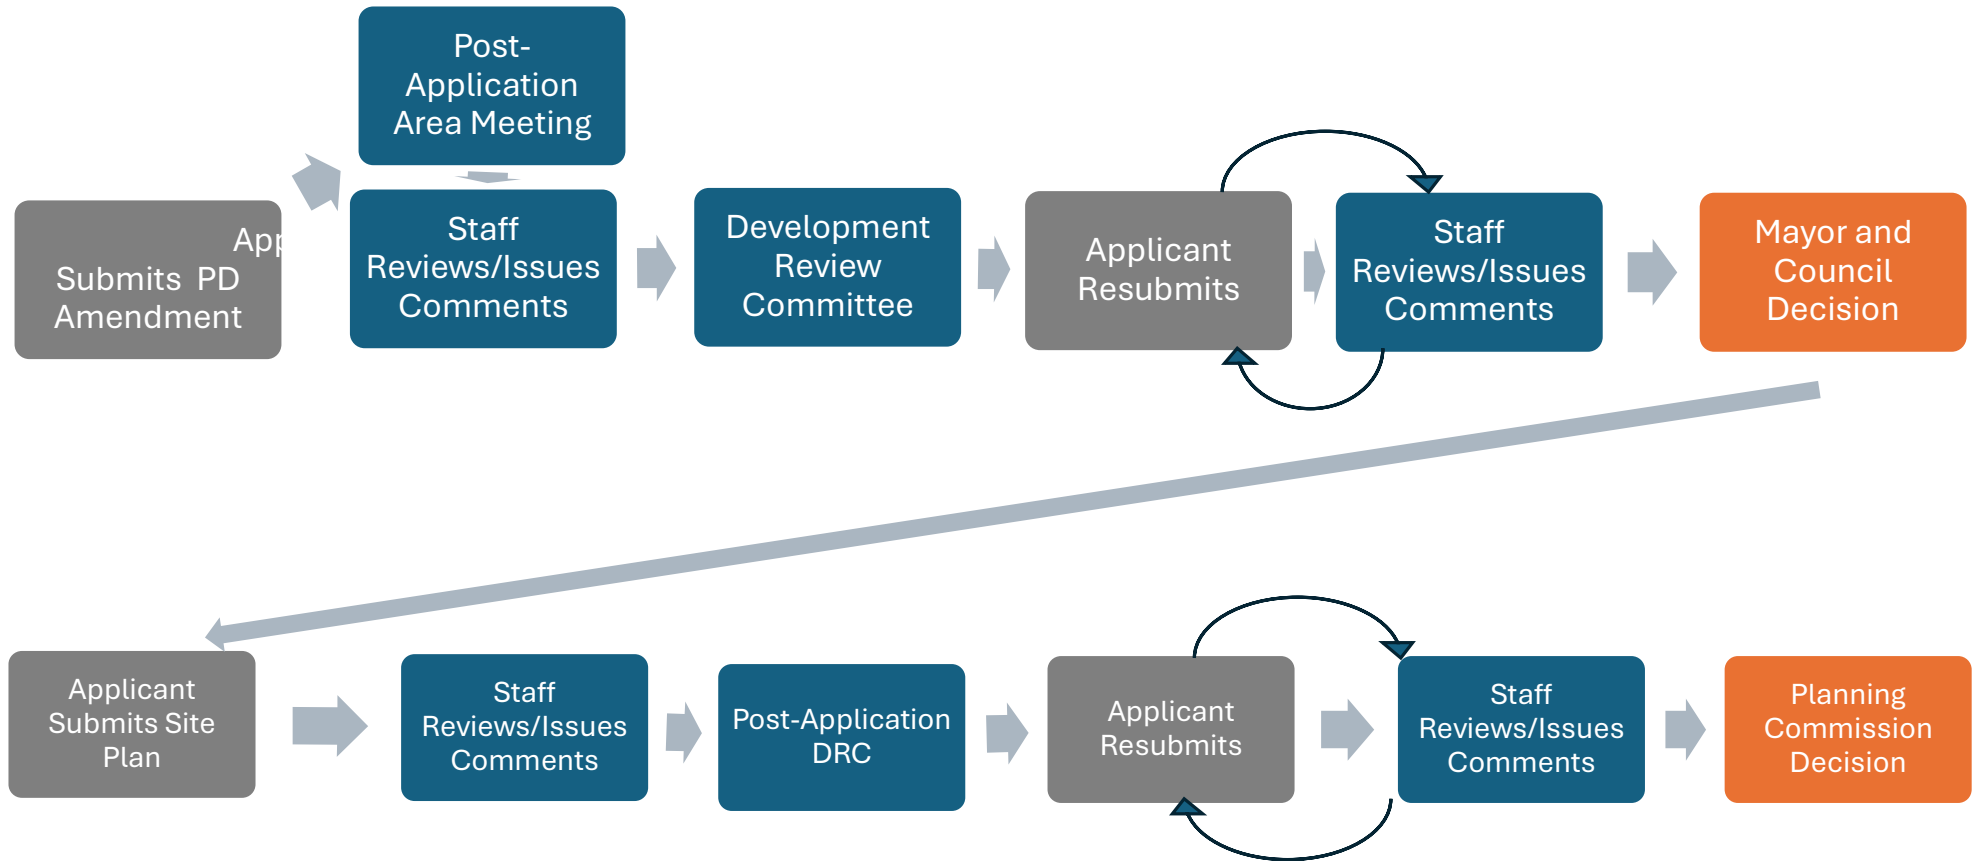 Post-
Application
Area Meeting
App
Submits PD
Amendment
Staff
Reviews/Issues
Comments
Development
Review
Committee
Applicant
Resubmits
Staff
Reviews/Issues
Comments
Mayor and
Council
Decision
Applicant
Submits Site
Plan
Staff
Reviews/Issues
Comments
Post-Application
DRC
Applicant
Resubmits
Staff
Reviews/Issues
Comments
Planning
Commission
Decision